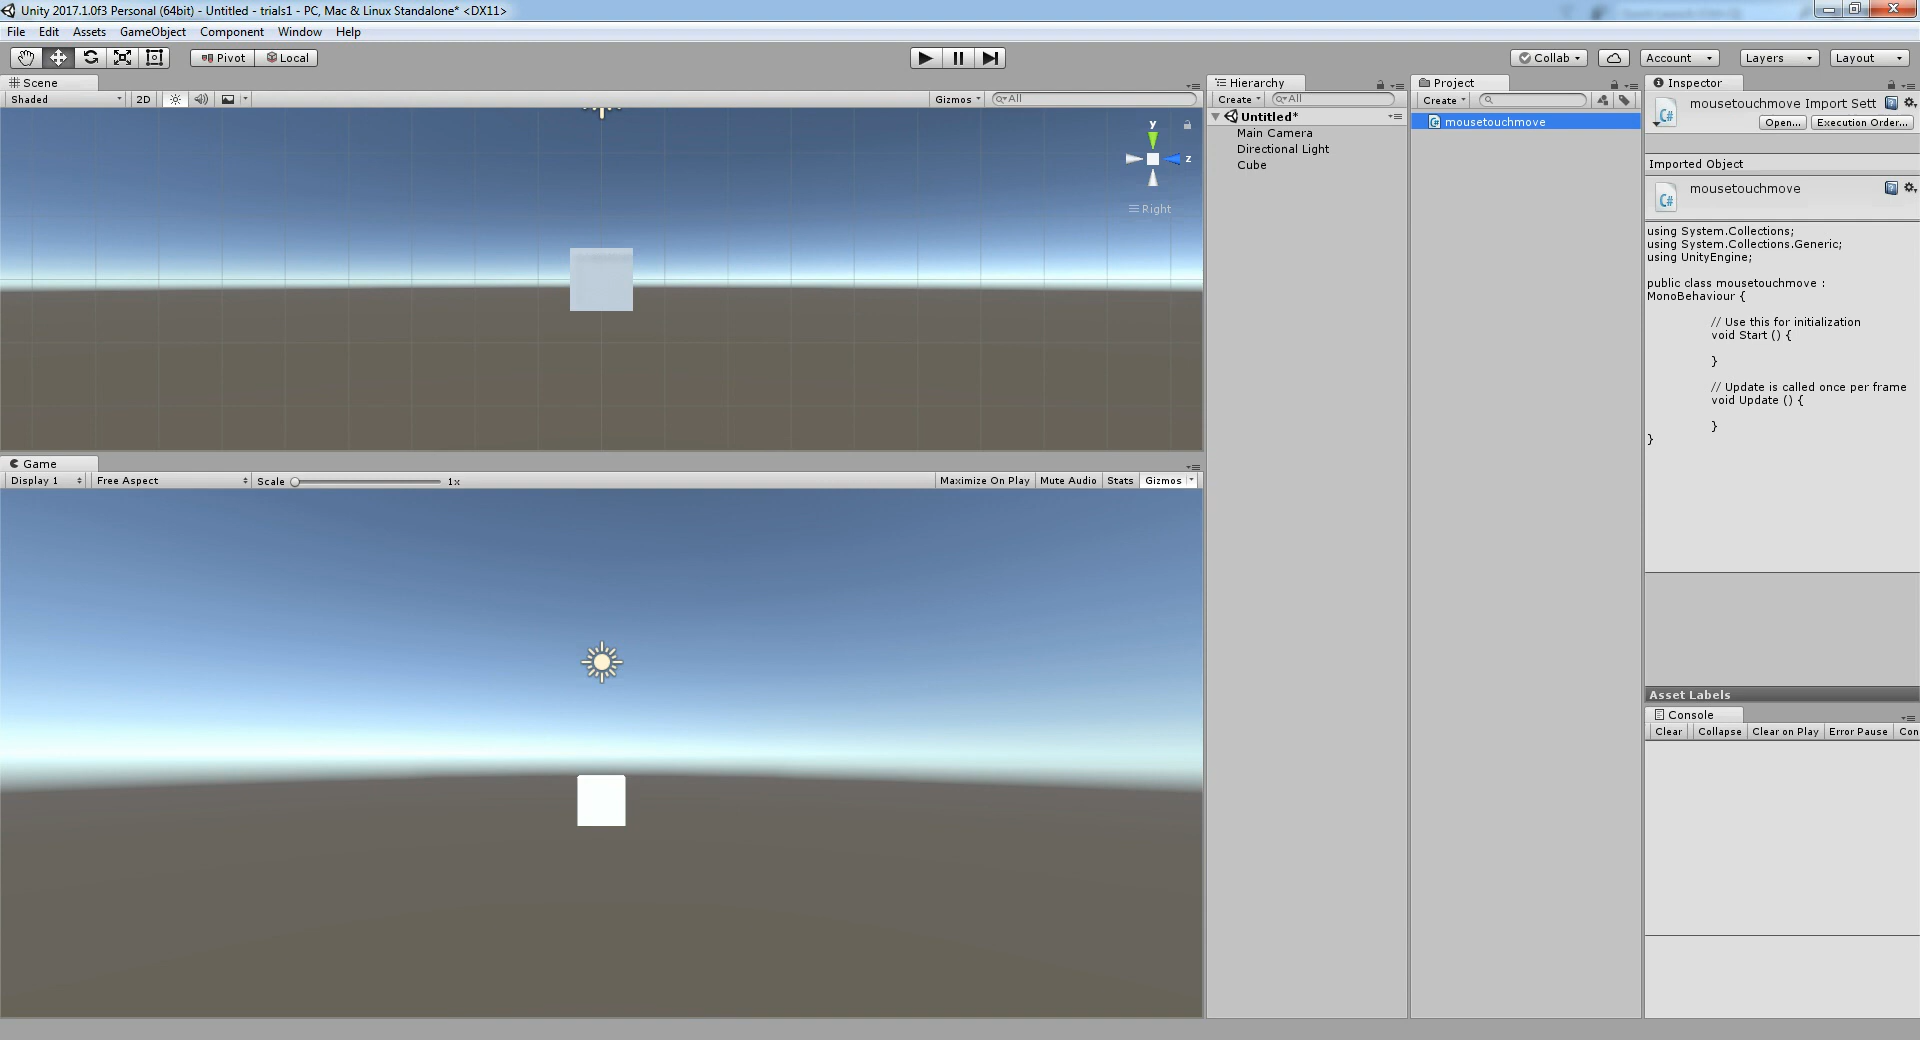 Unity 2017.1.0f3 Personal (64bit) - Untitled - trials1 - PC, Mac & Linux Standalone* <DX11>
File Edit Assets GameObject Component Window Help
Pivot Local Collab Account Layers Layout
Scene
Shaded 2D Gizmos All
y
z
Right
Game
Display 1 Free Aspect Scale 1x Maximize On Play Mute Audio Stats Gizmos
Hierarchy
Create All
Untitled*
Main Camera
Directional Light
Cube
Project
Create
mousetouchmove
Inspector
mousetouchmove Import Sett
Open... Execution Order...
Imported Object
mousetouchmove
using System.Collections;
using System.Collections.Generic;
using UnityEngine;
public class mousetouchmove :
MonoBehaviour {
// Use this for initialization
void Start () {
}
// Update is called once per frame
void Update () {
}
}
Asset Labels
Console
Clear Collapse Clear on Play Error Pause Con